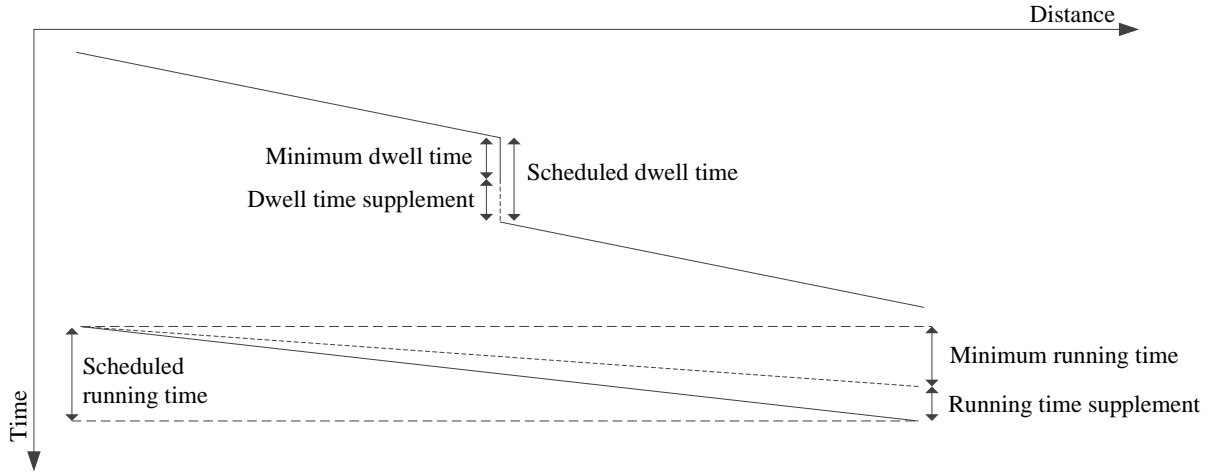 Distance
Minimum dwell time
Scheduled dwell time
Dwell time supplement
Scheduled
running time
Minimum running time
Running time supplement
Time